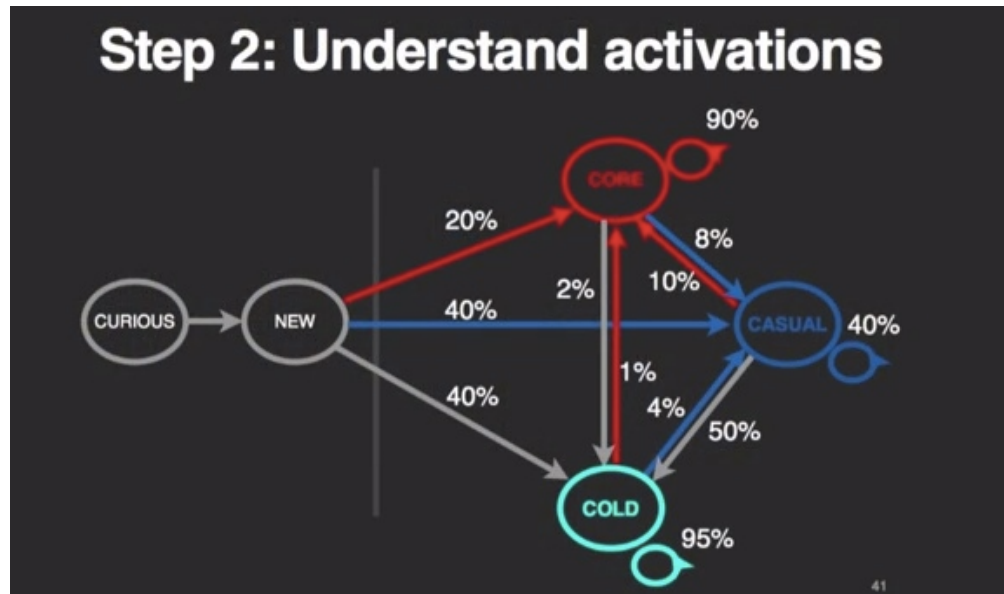 Step 2: Understand activations
90%
CORE
20%
8%
2%
10%
CURIOUS
NEW
40%
CASUAL
40%
1%
40%
4%
50%
COLD
95%
41